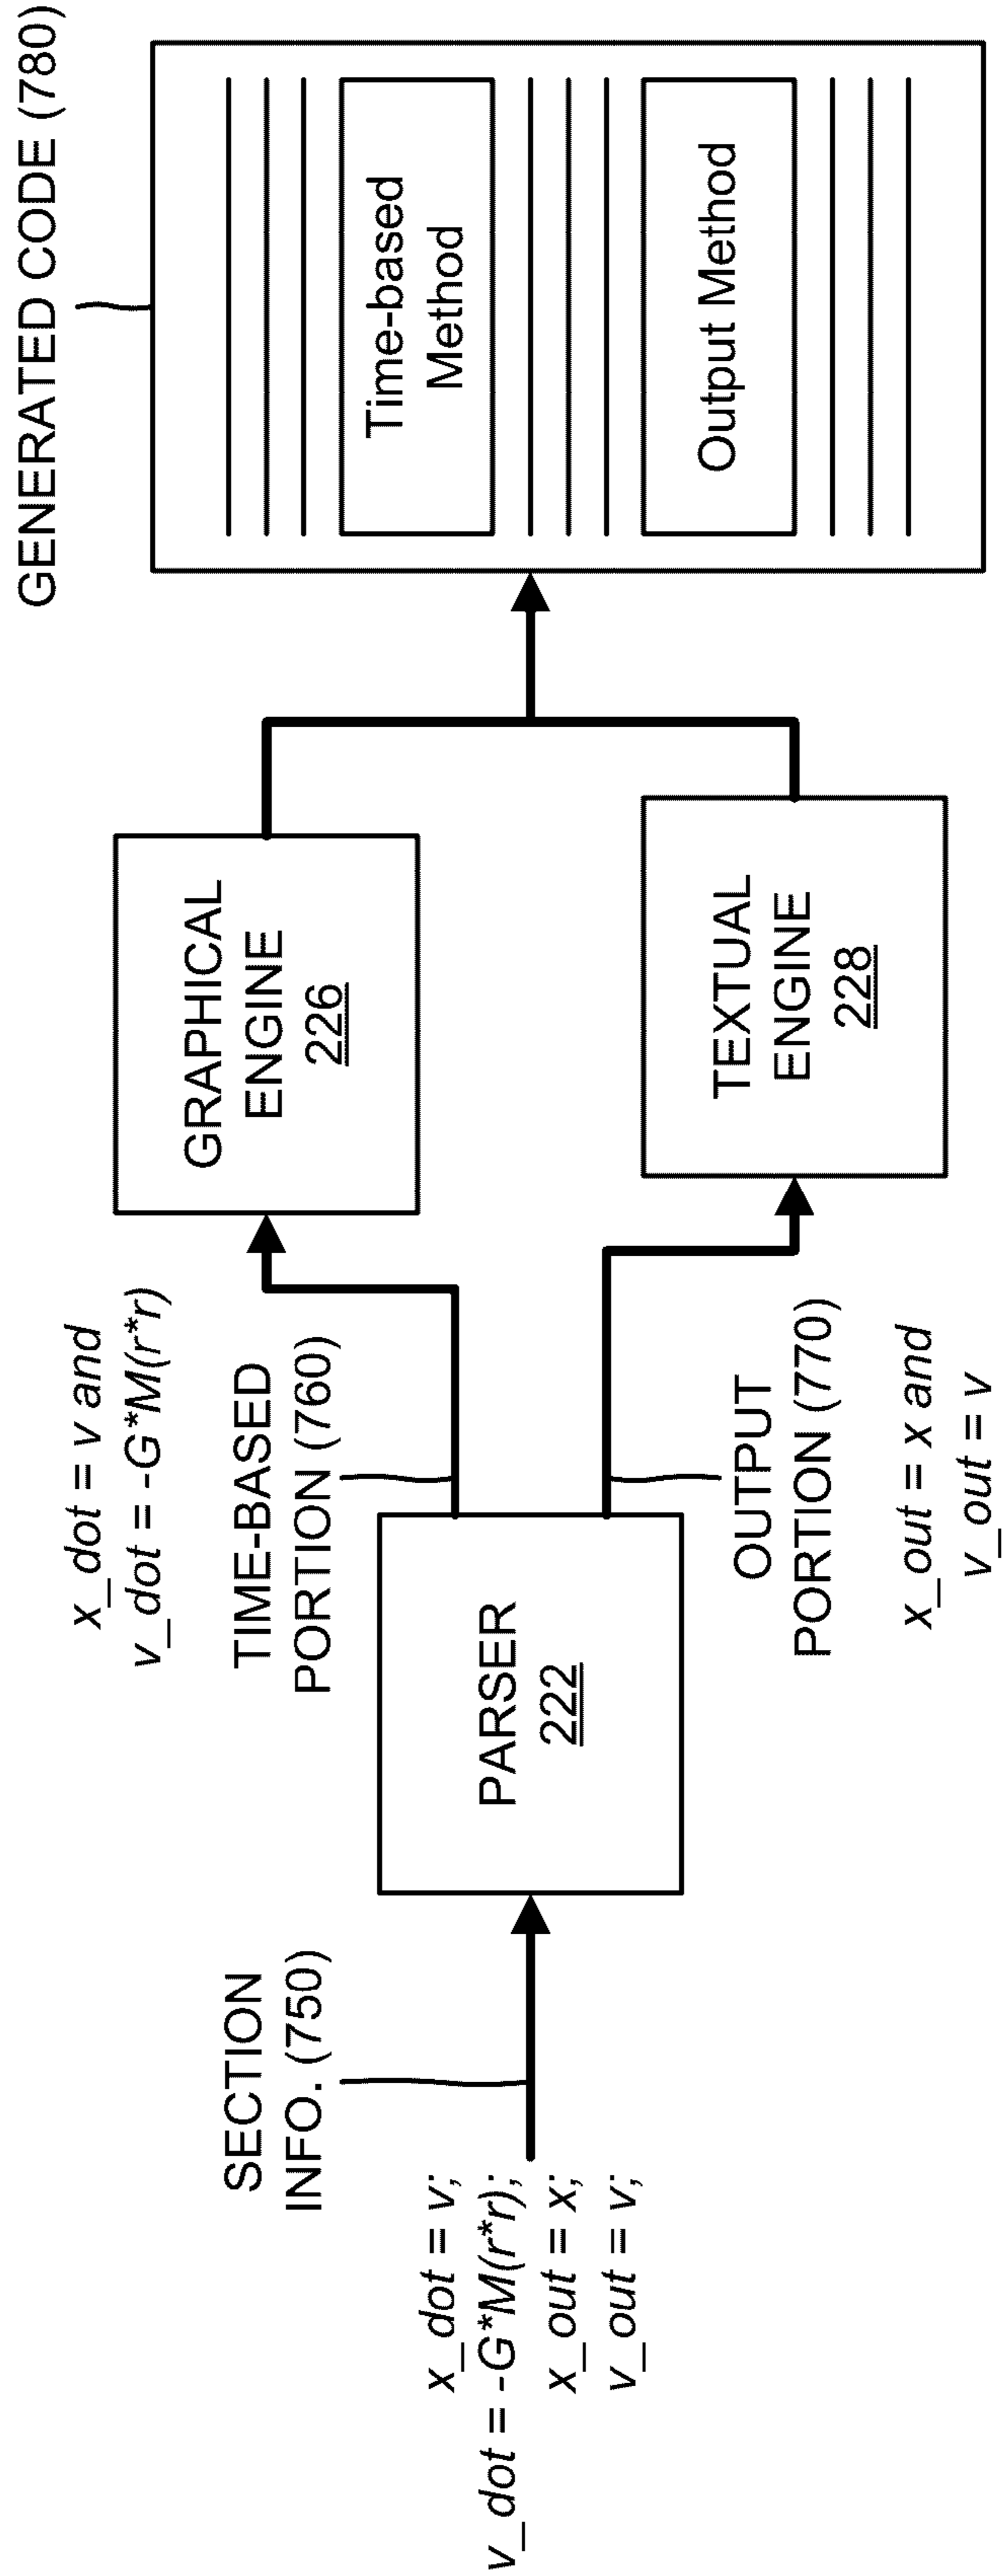 SECTION
INFO. (750)
x_dot = v;
v_dot = -G*M(r*r);
x_out = x;
v_out = v;
PARSER
222
x_dot = v and
v_dot = -G*M(r*r)
TIME-BASED
PORTION (760)
OUTPUT
PORTION (770)
x_out = x and
v_out = v
GRAPHICAL
ENGINE
226
TEXTUAL
ENGINE
228
GENERATED CODE (780)
Time-based
Method
Output Method